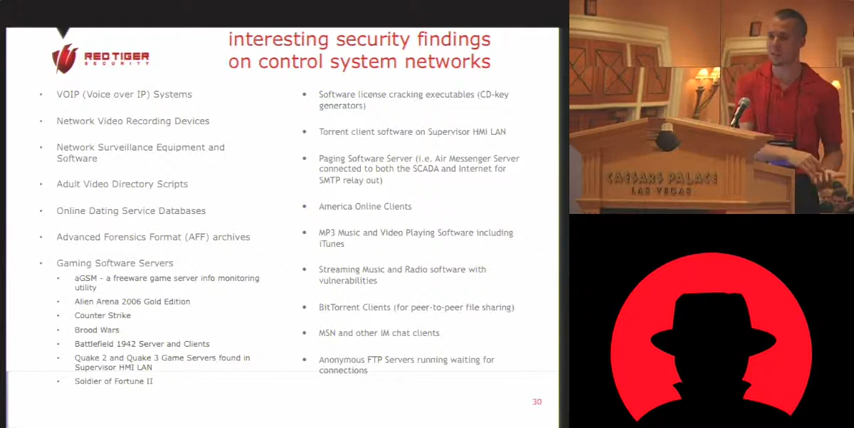 REDTIGER
SECURITY
interesting security findings
on control system networks
• VOIP (Voice over IP) Systems
• Network Video Recording Devices
• Network Surveillance Equipment and
Software
• Adult Video Directory Scripts
• Online Dating Service Databases
• Advanced Forensics Format (AFF) archives
• Gaming Software Servers
• aGSM – a freeware game server info monitoring
utility
• Alien Arena 2006 Gold Edition
• Counter Strike
• Brood Wars
• Battlefield 1942 Server and Clients
• Quake 2 and Quake 3 Game Servers found in
Supervisor HMI LAN
• Soldier of Fortune II
• Software license cracking executables (CD-key
generators)
• Torrent client software on Supervisor HMI LAN
• Paging Software Server (i.e. Air Messenger Server
connected to both the SCADA and Internet for
SMTP relay out)
• America Online Clients
• MP3 Music and Video Playing Software including
iTunes
• Streaming Music and Radio software with
vulnerabilities
• BitTorrent Clients (for peer-to-peer file sharing)
• MSN and other IM chat clients
• Anonymous FTP Servers running waiting for
connections
30
CAESARS PALACE
LAS VEGAS